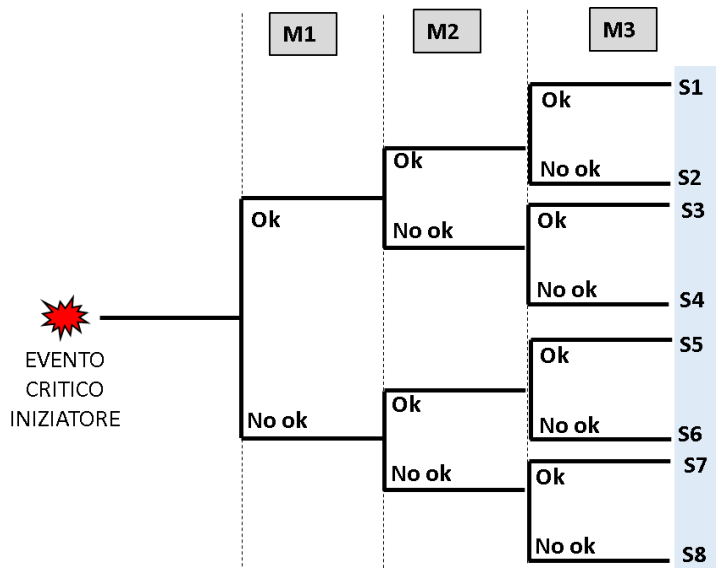 M1
M2
M3
S1
Ok
Ok
No ok
S2
S3
Ok
Ok
No ok
No ok
S4
EVENTO
CRITICO
INIZIATORE
S5
Ok
Ok
No ok
No ok
S6
S7
No ok
Ok
No ok
S8